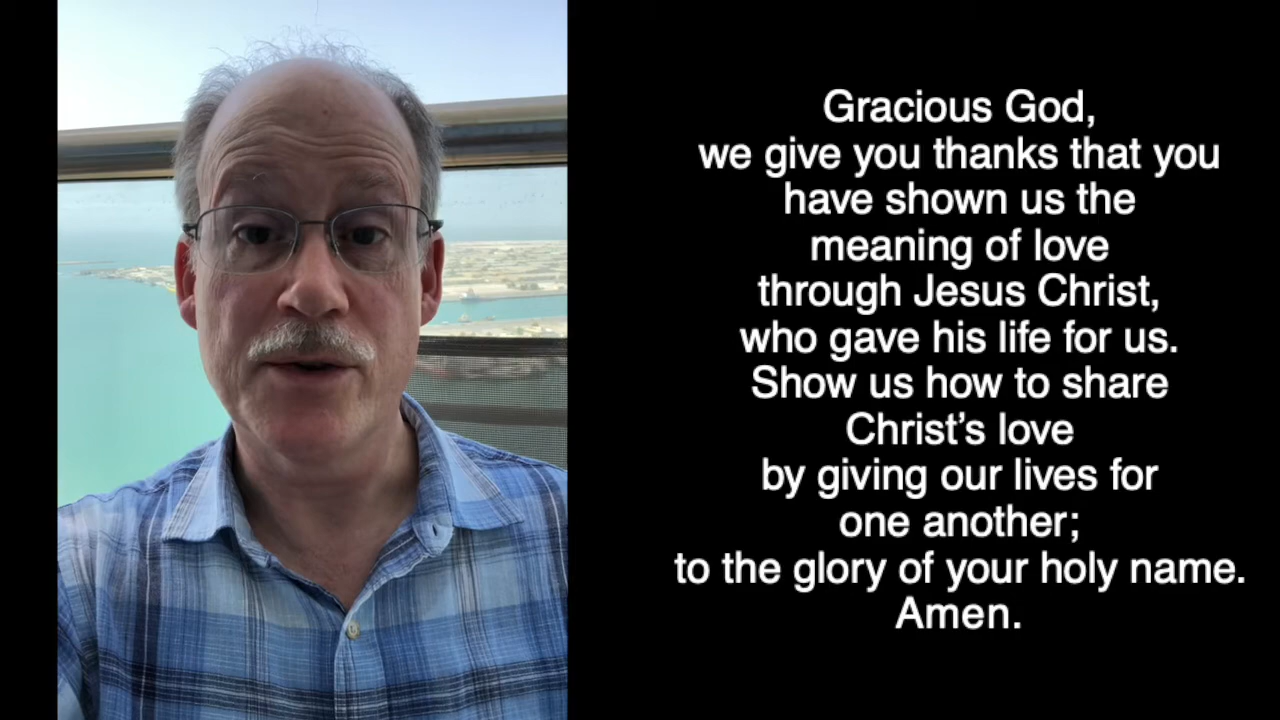 Gracious God,
we give you thanks that you
have shown us the
meaning of love
through Jesus Christ,
who gave his life for us.
Show us how to share
Christ’s love
by giving our lives for
one another;
to the glory of your holy name.
Amen.